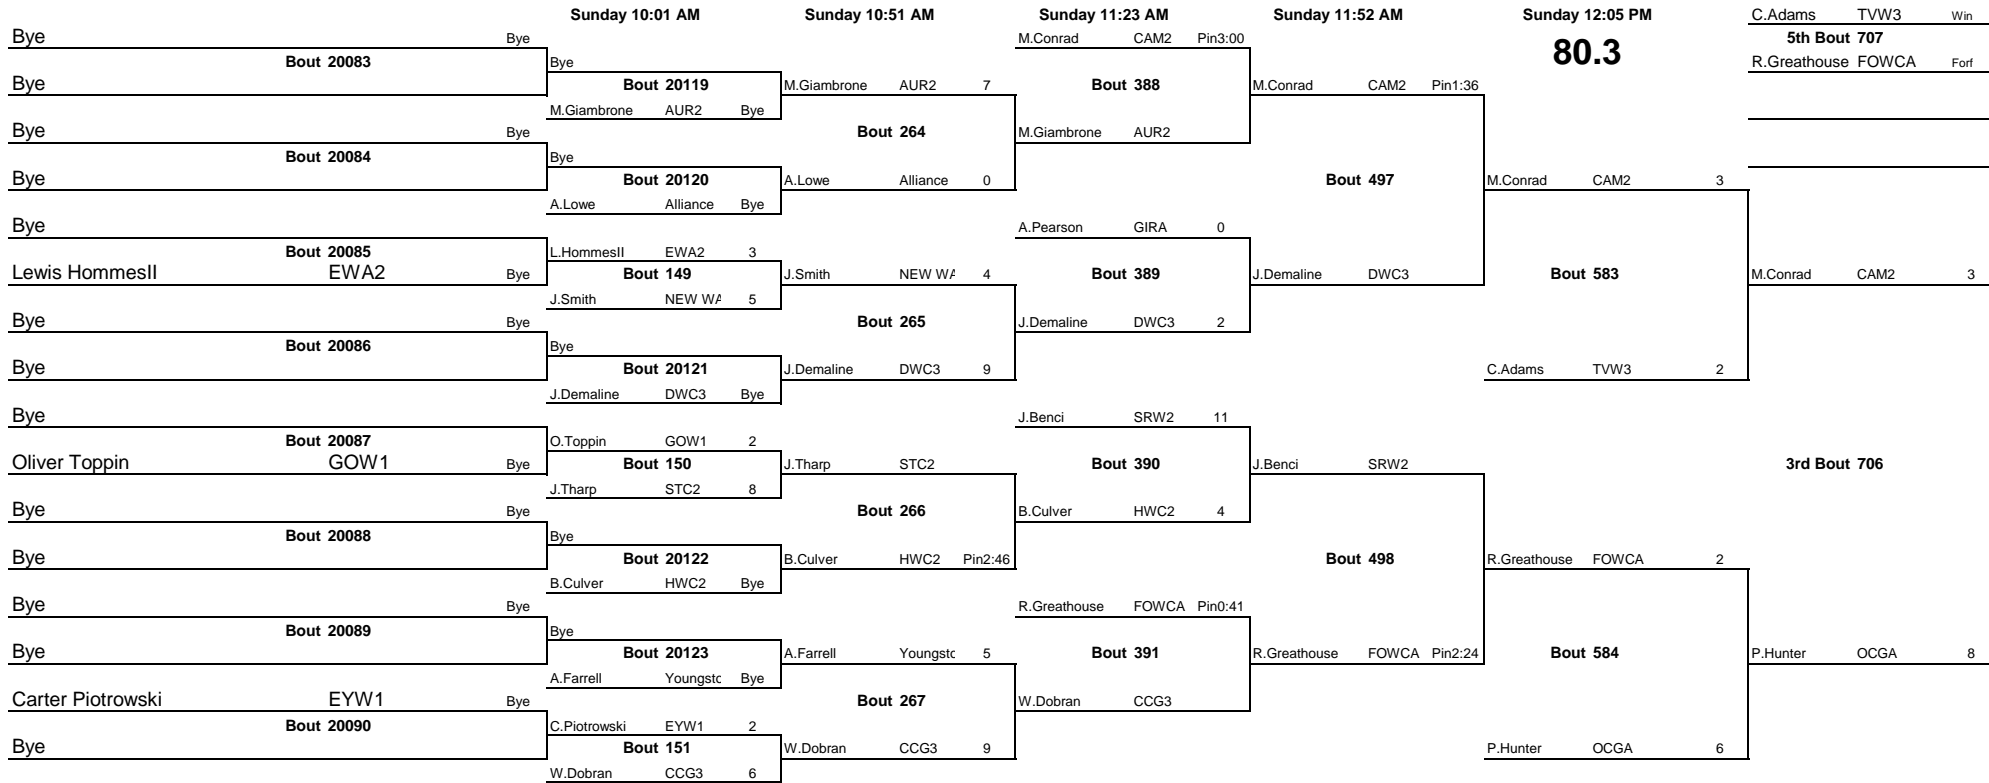 Sunday 10:01 AM Sunday 10:51 AM Sunday 11:23 AM Sunday 11:52 AM Sunday 12:05 PM C.Adams TVW3 Win
Bye Bye M.Conrad CAM2 Pin3:00 80.3 5th Bout 707
Bout 20083 Bye R.Greathouse FOWCA Forf
Bye Bout 20119 M.Giambrone AUR2 7 Bout 388 M.Conrad CAM2 Pin1:36
M.Giambrone AUR2 Bye
Bye Bye Bout 264 M.Giambrone AUR2
Bout 20084 Bye
Bye Bout 20120 A.Lowe Alliance 0 Bout 497 M.Conrad CAM2 3
A.Lowe Alliance Bye
Bye A.Pearson GIRA 0
Bout 20085 L.HommesII EWA2 3
Lewis HommesII EWA2 Bye Bout 149 J.Smith NEW WA 4 Bout 389 J.Demaline DWC3 Bout 583 M.Conrad CAM2 3
J.Smith NEW WA 5
Bye Bye Bout 265 J.Demaline DWC3 2
Bout 20086 Bye
Bye Bout 20121 J.Demaline DWC3 9 C.Adams TVW3 2
J.Demaline DWC3 Bye
Bye J.Benci SRW2 11
Bout 20087 O.Toppin GOW1 2
Oliver Toppin GOW1 Bye Bout 150 J.Tharp STC2 Bout 390 J.Benci SRW2 3rd Bout 706
J.Tharp STC2 8
Bye Bye Bout 266 B.Culver HWC2 4
Bout 20088 Bye
Bye Bout 20122 B.Culver HWC2 Pin2:46 Bout 498 R.Greathouse FOWCA 2
B.Culver HWC2 Bye
Bye Bye R.Greathouse FOWCA Pin0:41
Bout 20089 Bye
Bye Bout 20123 A.Farrell Youngstc 5 Bout 391 R.Greathouse FOWCA Pin2:24 Bout 584 P.Hunter OCGA 8
A.Farrell Youngstc Bye
Carter Piotrowski EYW1 Bye Bout 267 W.Dobran CCG3
Bout 20090 C.Piotrowski EYW1 2
Bye Bout 151 W.Dobran CCG3 9 P.Hunter OCGA 6
W.Dobran CCG3 6